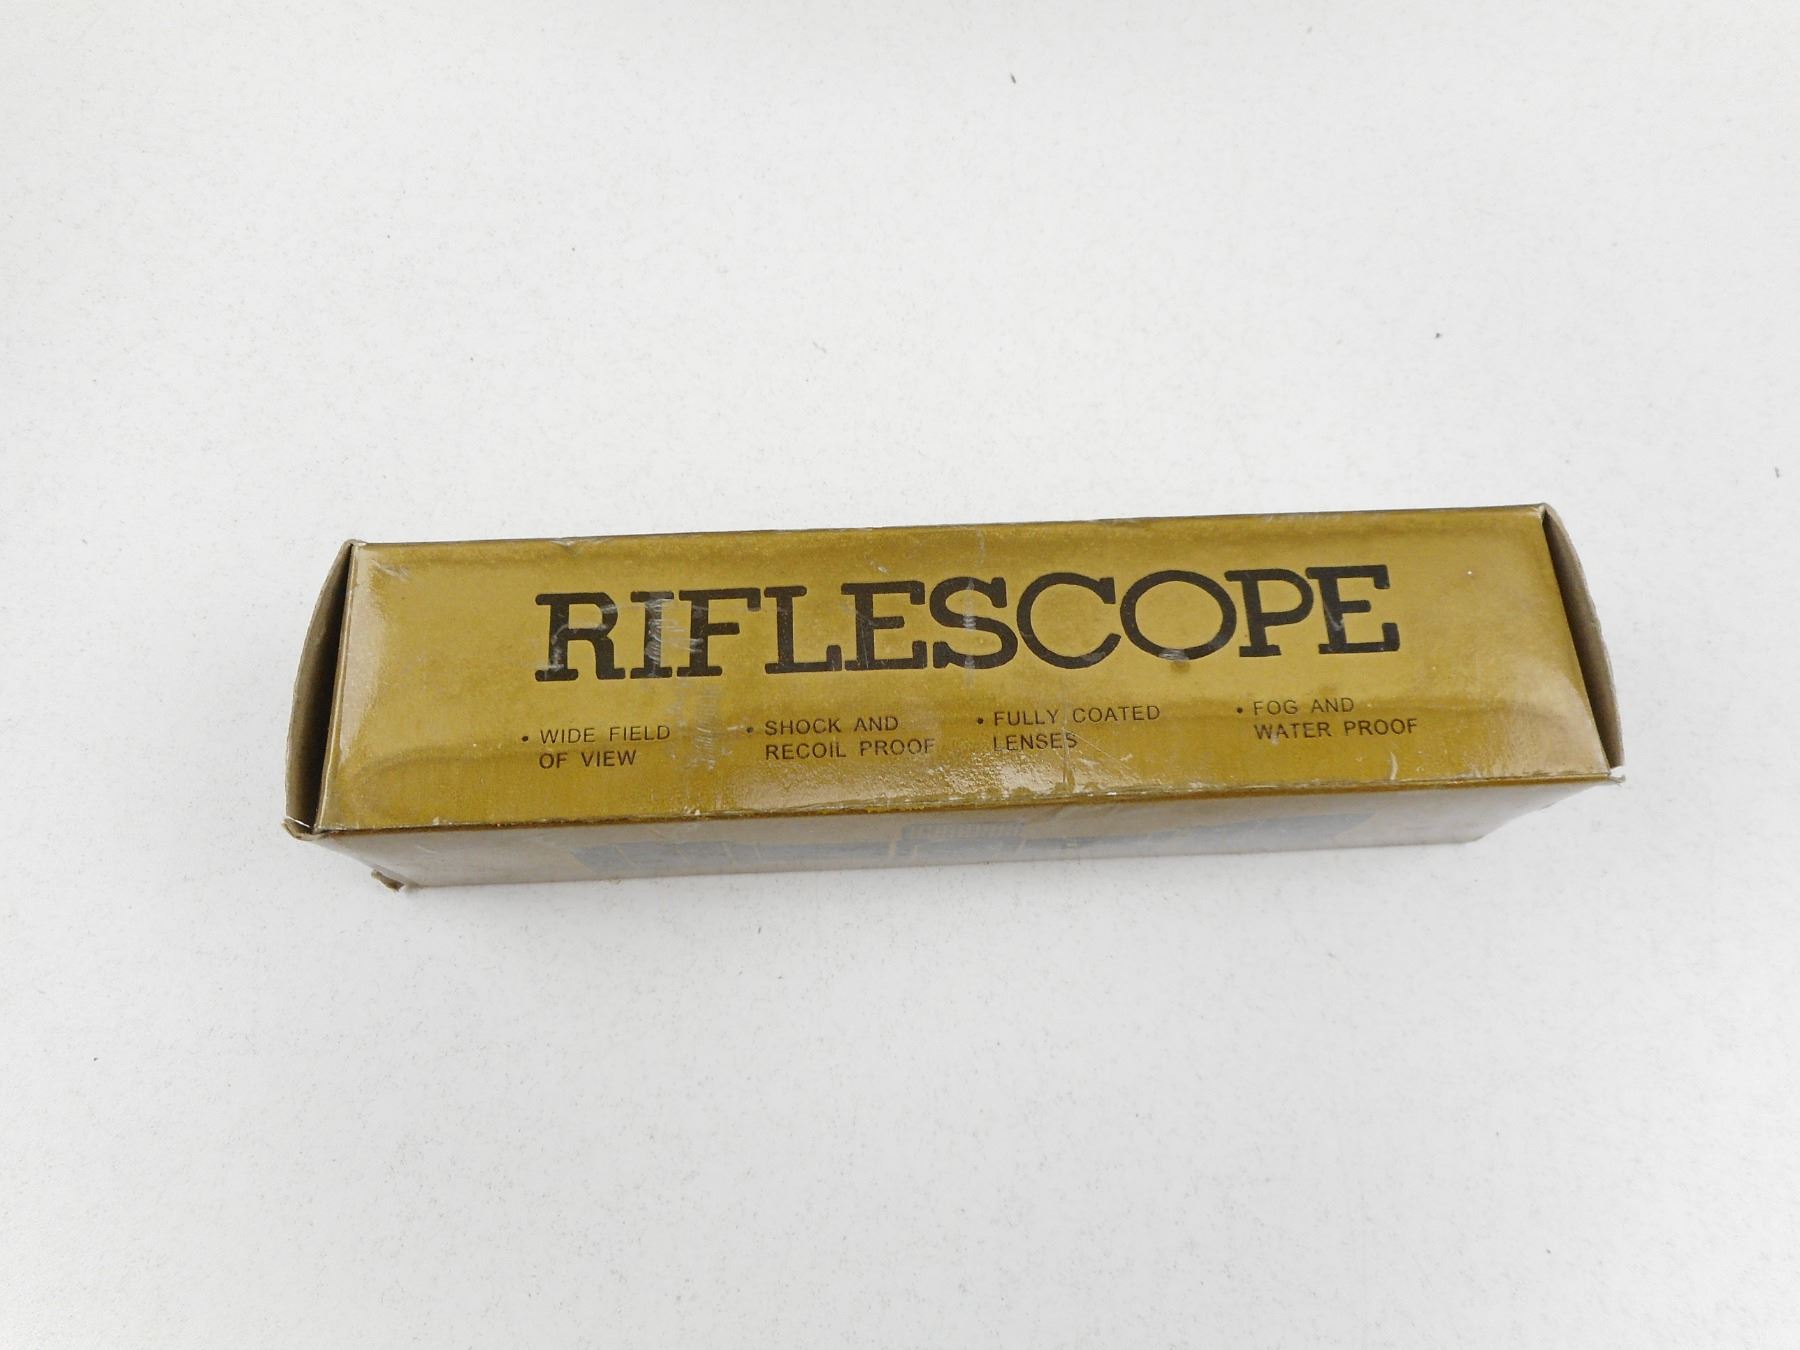 RIFLESCOPE
• WIDE FIELD
OF VIEW
• SHOCK AND
RECOIL PROOF
• FULLY COATED
LENSES
• FOG AND
WATER PROOF